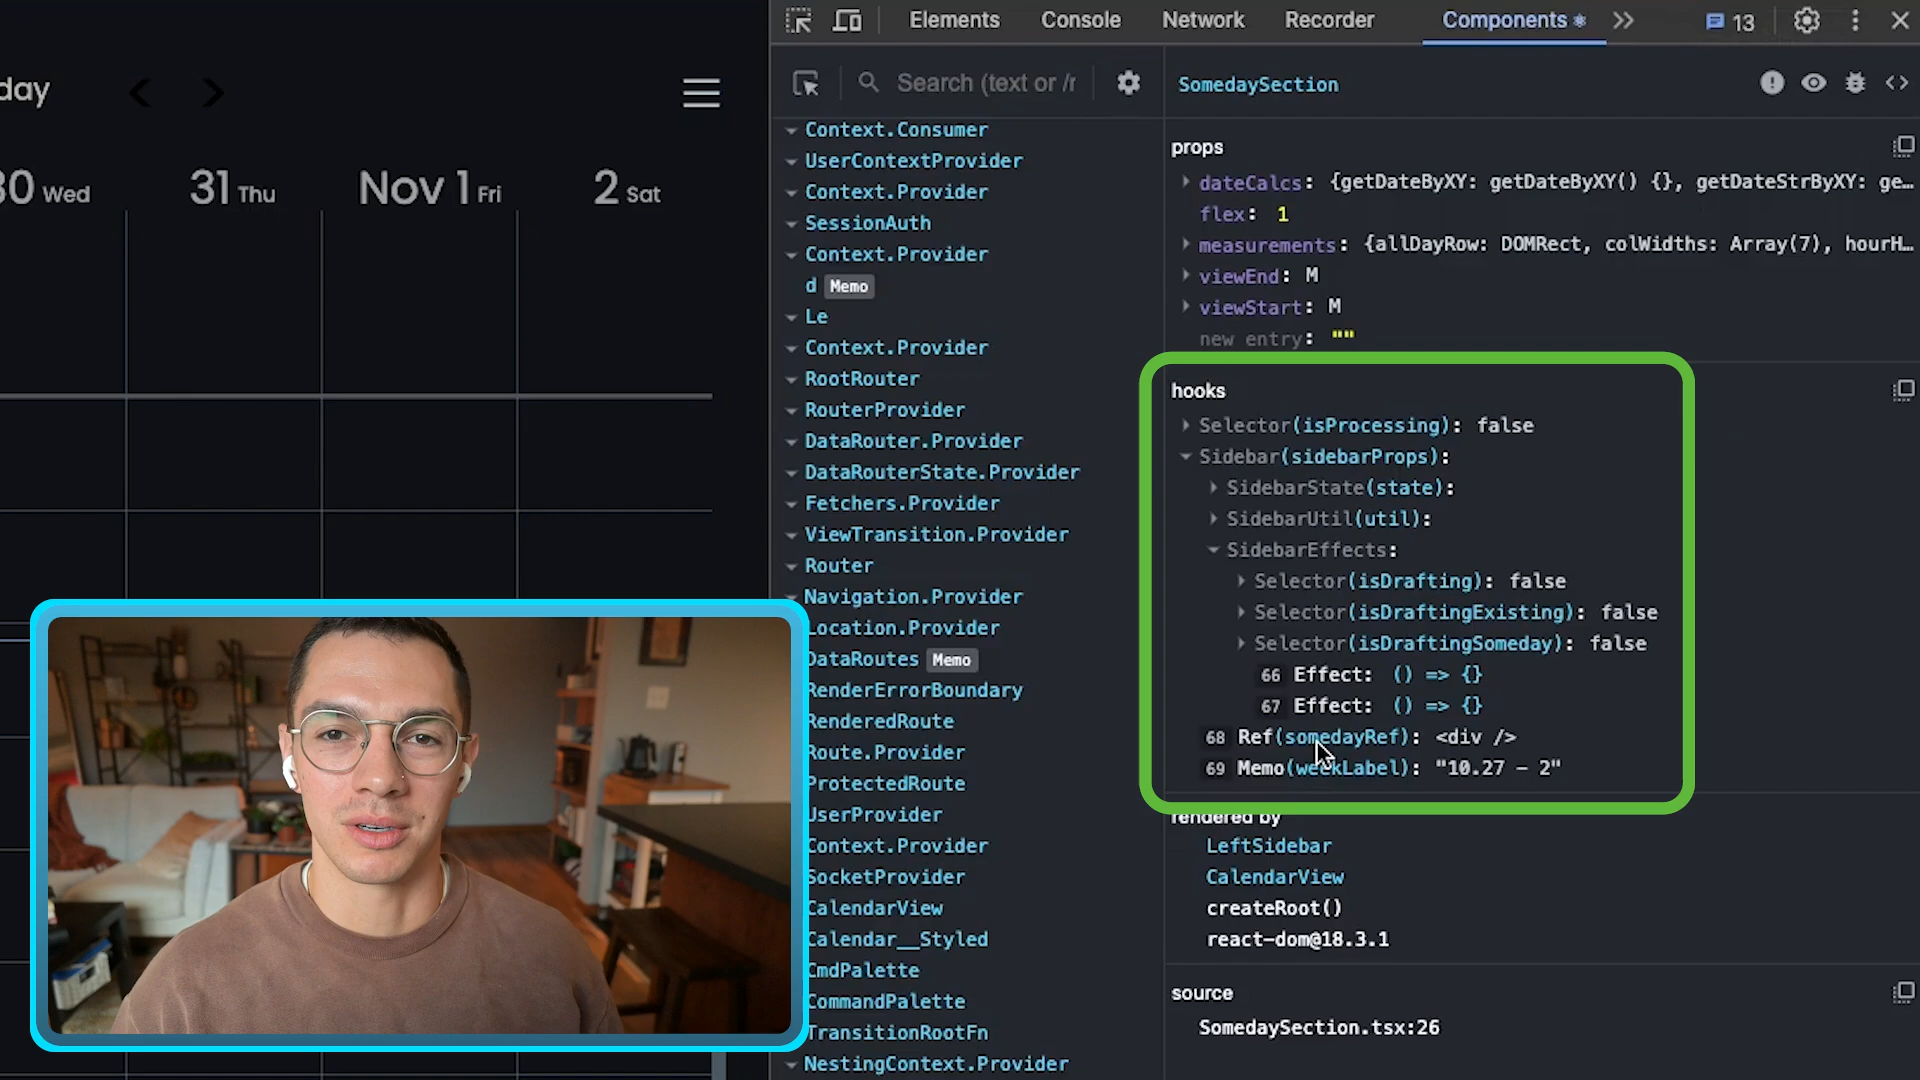 day
30 Wed
31 Thu
Nov 1 Fri
2 Sat
Elements
Console
Network
Recorder
Components
13
Search (text or /r
Context.Consumer
UserContextProvider
Context.Provider
SessionAuth
Context.Provider
d Memo
Le
Context.Provider
RootRouter
RouterProvider
DataRouter.Provider
DataRouterState.Provider
Fetchers.Provider
ViewTransition.Provider
Router
Navigation.Provider
Location.Provider
DataRoutes Memo
RenderErrorBoundary
RenderedRoute
Route.Provider
ProtectedRoute
UserProvider
Context.Provider
SocketProvider
CalendarView
Calendar__Styled
CmdPalette
CommandPalette
TransitionRootFn
NestingContext.Provider
SomedaySection
props
dateCalcs: {getDateByXY: getDateByXY() {}, getDateStrByXY: ge…
flex: 1
measurements: {allDayRow: DOMRect, colWidths: Array(7), hourH…
viewEnd: M
viewStart: M
new entry: ""
hooks
Selector(isProcessing): false
Sidebar(sidebarProps):
SidebarState(state):
SidebarUtil(util):
SidebarEffects:
Selector(isDrafting): false
Selector(isDraftingExisting): false
Selector(isDraftingSomeday): false
66 Effect: () => {}
67 Effect: () => {}
68 Ref(somedayRef): <div />
69 Memo(weekLabel): "10.27 – 2"
rendered by
LeftSidebar
CalendarView
createRoot()
react-dom@18.3.1
source
SomedaySection.tsx:26